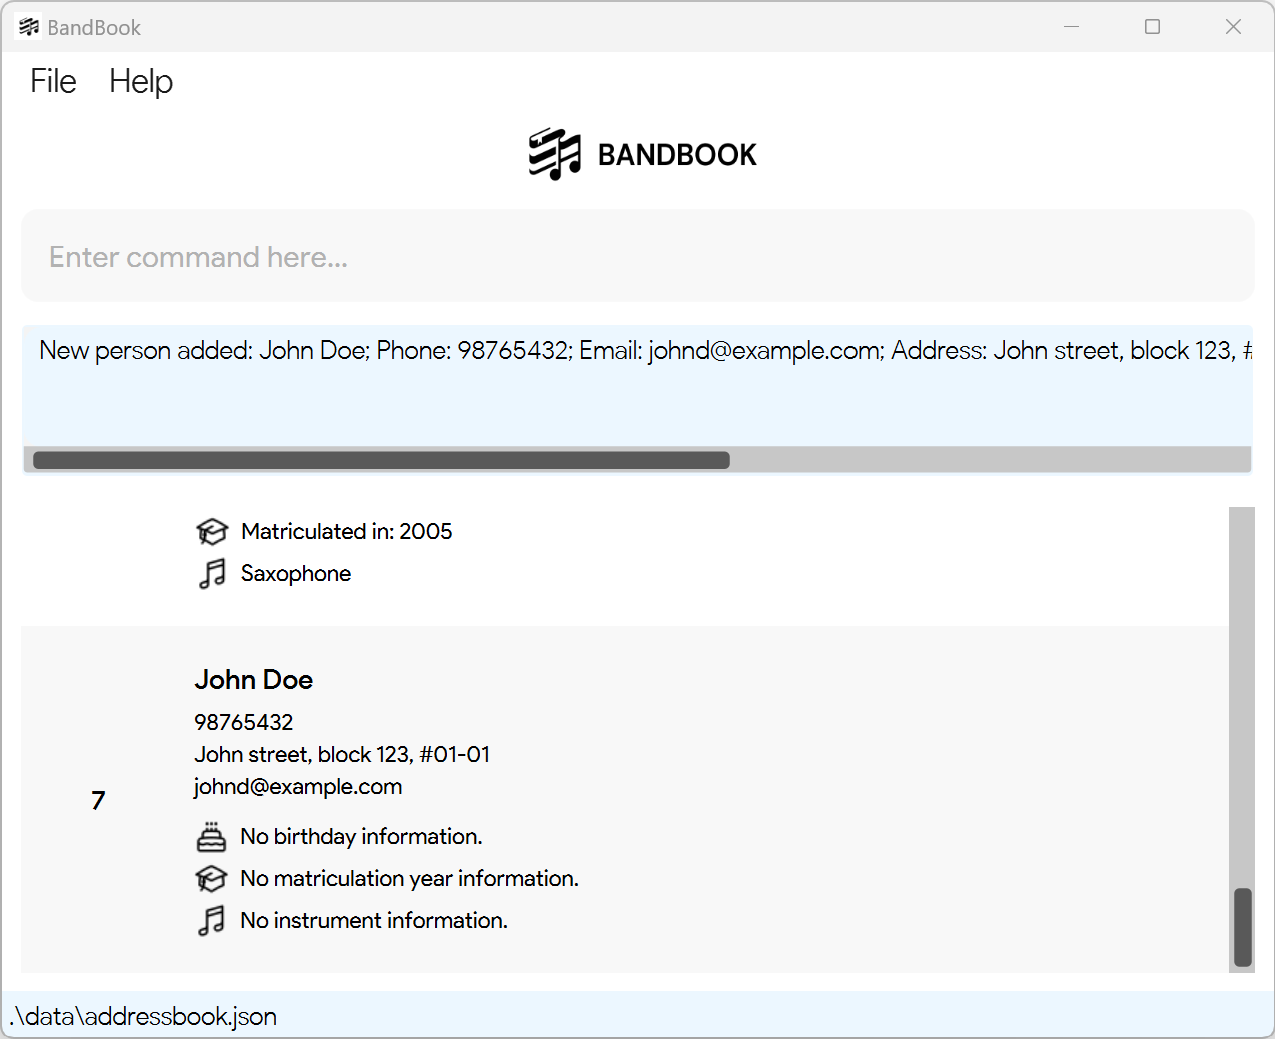 BandBook
File Help
BANDBOOK
Enter command here...
New person added: John Doe; Phone: 98765432; Email: johnd@example.com; Address: John street, block 123, #
Matriculated in: 2005
Saxophone
John Doe
98765432
John street, block 123, #01-01
johnd@example.com
7
No birthday information.
No matriculation year information.
No instrument information.
.\data\addressbook.json